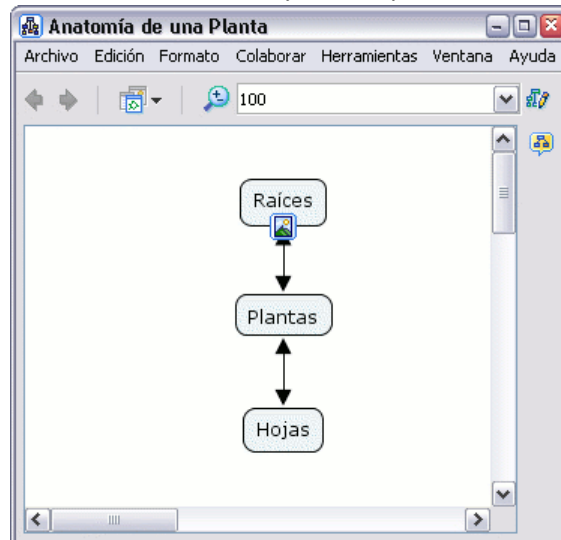 Anatomía de una Planta
Archivo Edición Formato Colaborar Herramientas Ventana Ayuda
100
Raíces
Plantas
Hojas